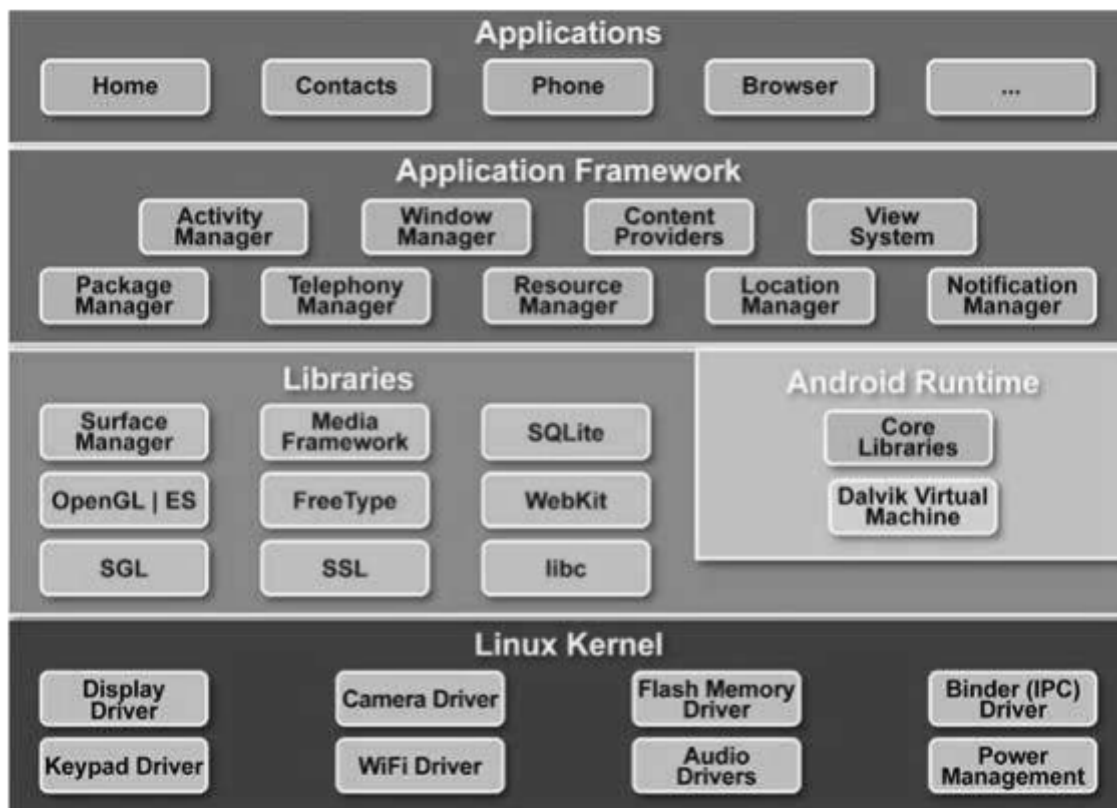 Applications
Home
Contacts
Phone
Browser
...
Application Framework
Activity
Manager
Window
Manager
Content
Providers
View
System
Package
Manager
Telephony
Manager
Resource
Manager
Location
Manager
Notification
Manager
Libraries
Surface
Manager
Media
Framework
SQLite
OpenGL | ES
FreeType
WebKit
SGL
SSL
libc
Android Runtime
Core
Libraries
Dalvik Virtual
Machine
Linux Kernel
Display
Driver
Camera Driver
Flash Memory
Driver
Binder (IPC)
Driver
Keypad Driver
WiFi Driver
Audio
Drivers
Power
Management